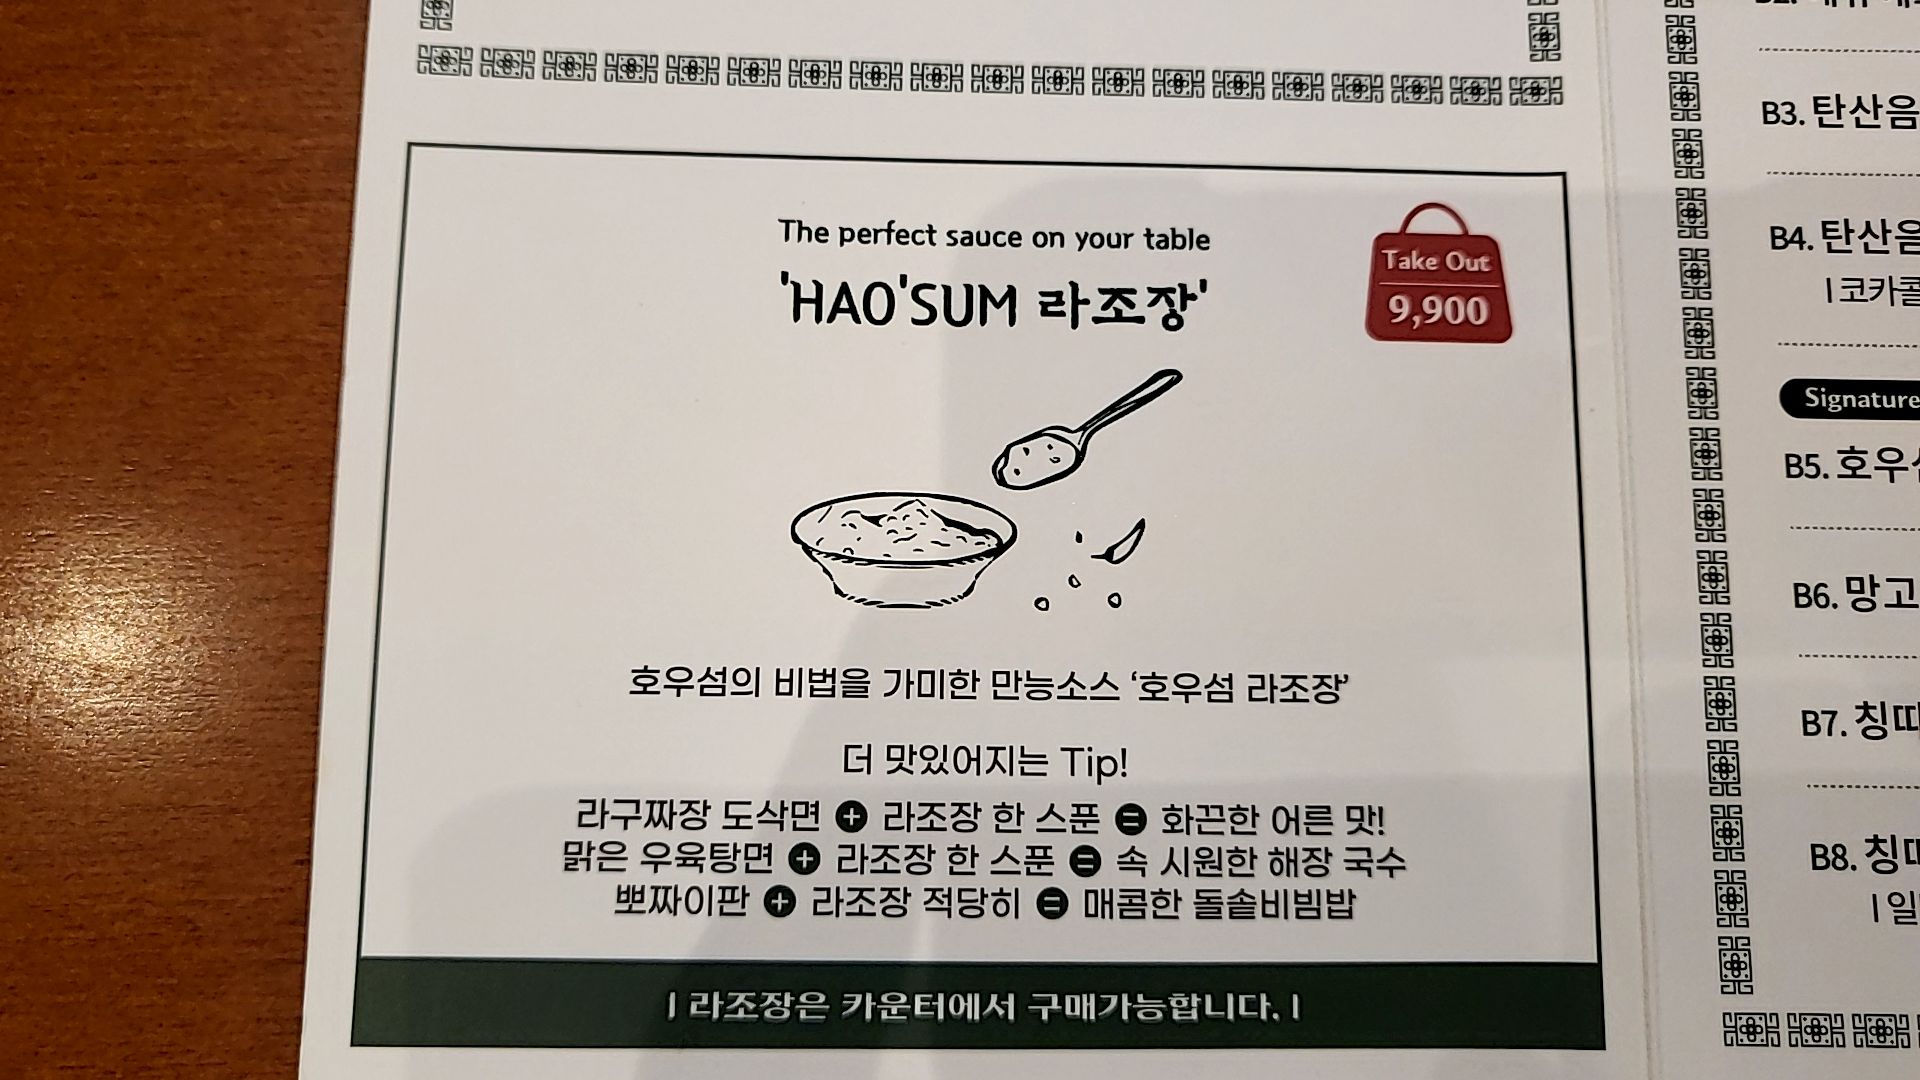 The perfect sauce on your table
'HAO'SUM 라조장'
Take Out
9,900
호우섬의 비법을 가미한 만능소스 ‘호우섬 라조장’
더 맛있어지는 Tip!
라구짜장 도삭면 + 라조장 한 스푼 = 화끈한 어른 맛!
맑은 우육탕면 + 라조장 한 스푼 = 속 시원한 해장 국수
뽀짜이판 + 라조장 적당히 = 매콤한 돌솥비빔밥
| 라조장은 카운터에서 구매가능합니다. |
B3. 탄산음
B4. 탄산음
| 코카콜
Signature
B5. 호우
B6. 망고
B7. 칭따
B8. 칭따